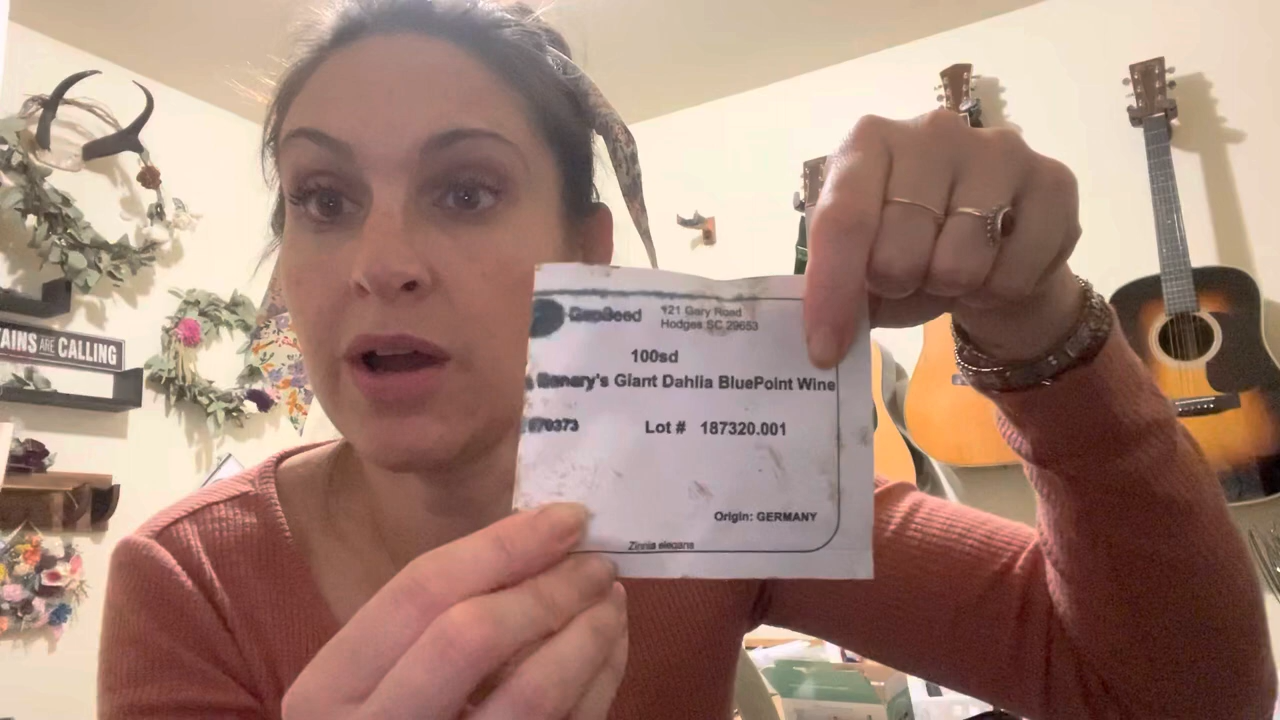 AINS ARE CALLING
GeoSeed
121 Gary Road
Hodges SC 29653
100sd
Benary's Giant Dahlia BluePoint Wine
70373
Lot # 187320.001
Origin: GERMANY
Zinnia elegans